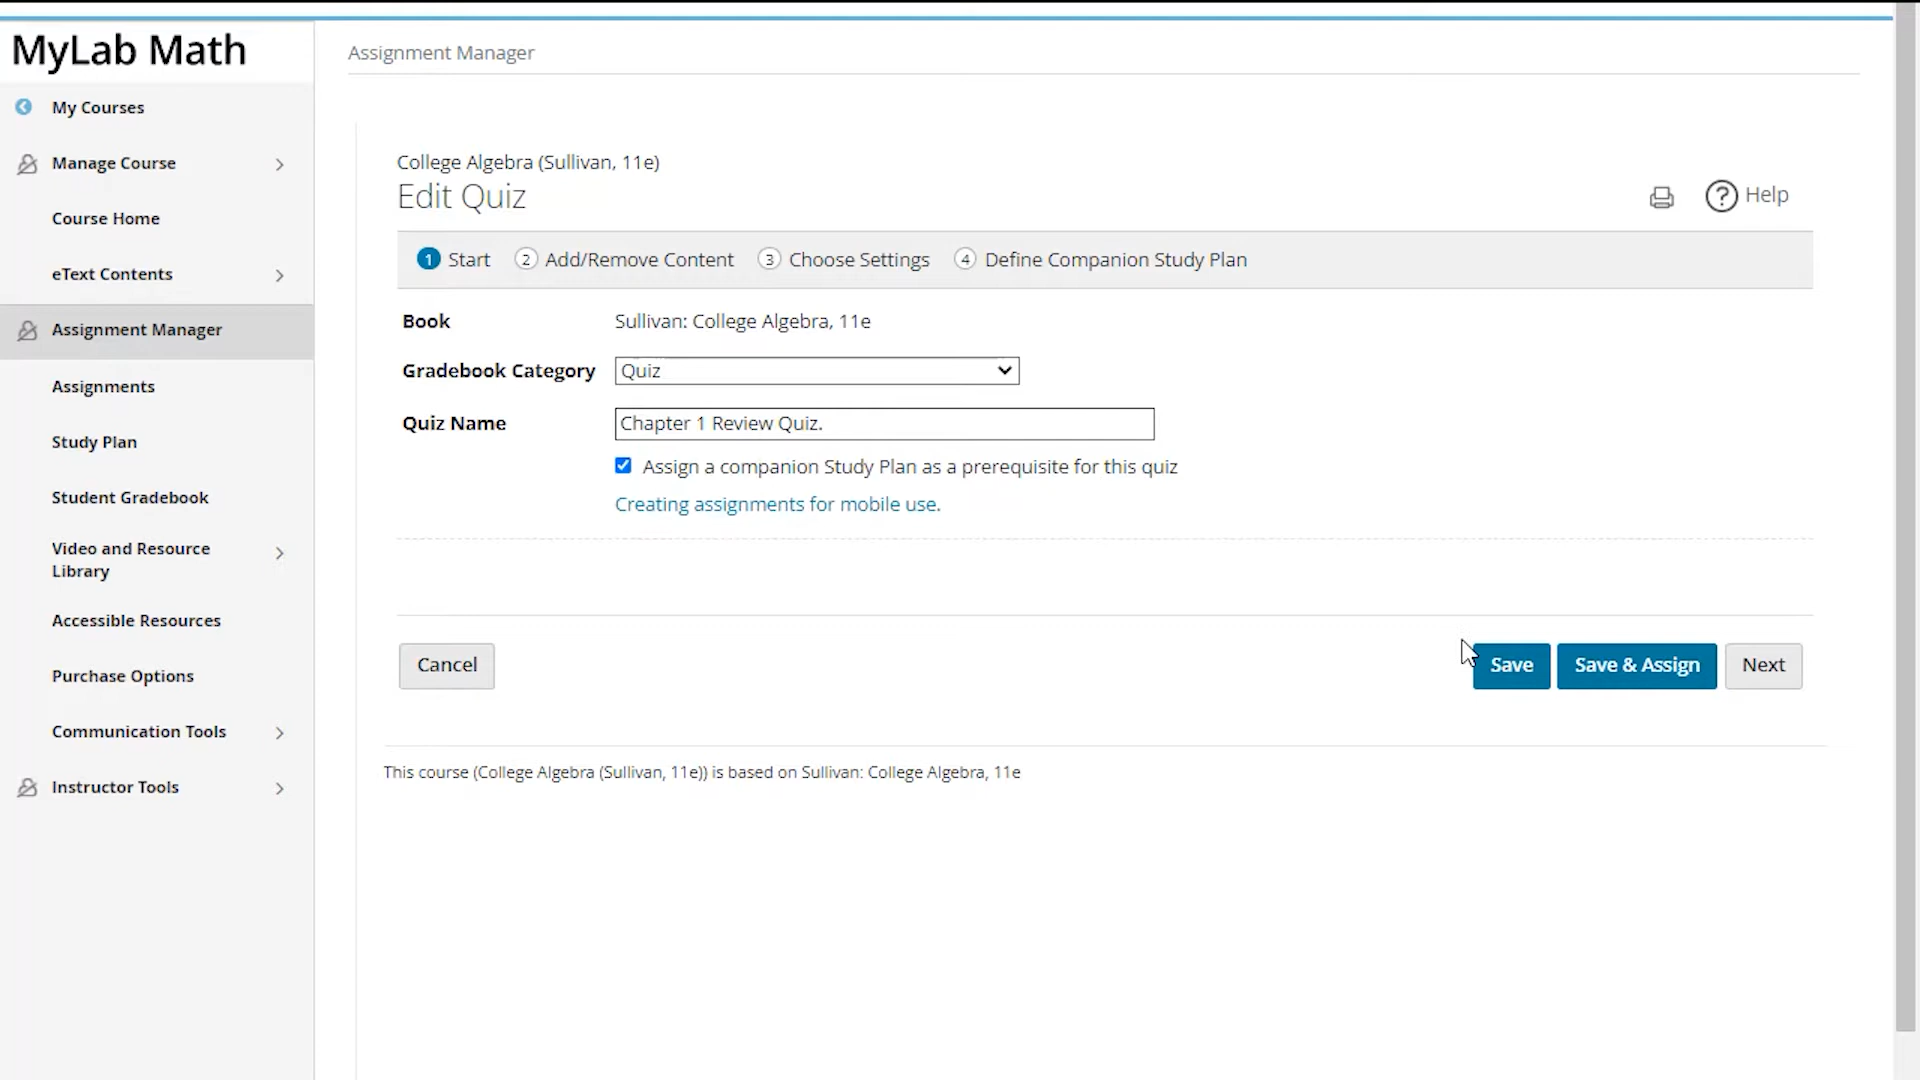 MyLab Math
My Courses
Manage Course
Course Home
eText Contents
Assignment Manager
Assignments
Study Plan
Student Gradebook
Video and Resource
Library
Accessible Resources
Purchase Options
Communication Tools
Instructor Tools
Assignment Manager
College Algebra (Sullivan, 11e)
Edit Quiz
? Help
1 Start 2 Add/Remove Content 3 Choose Settings 4 Define Companion Study Plan
Book Sullivan: College Algebra, 11e
Gradebook Category Quiz
Quiz Name Chapter 1 Review Quiz.
Assign a companion Study Plan as a prerequisite for this quiz
Creating assignments for mobile use.
Cancel Save Save & Assign Next
This course (College Algebra (Sullivan, 11e)) is based on Sullivan: College Algebra, 11e